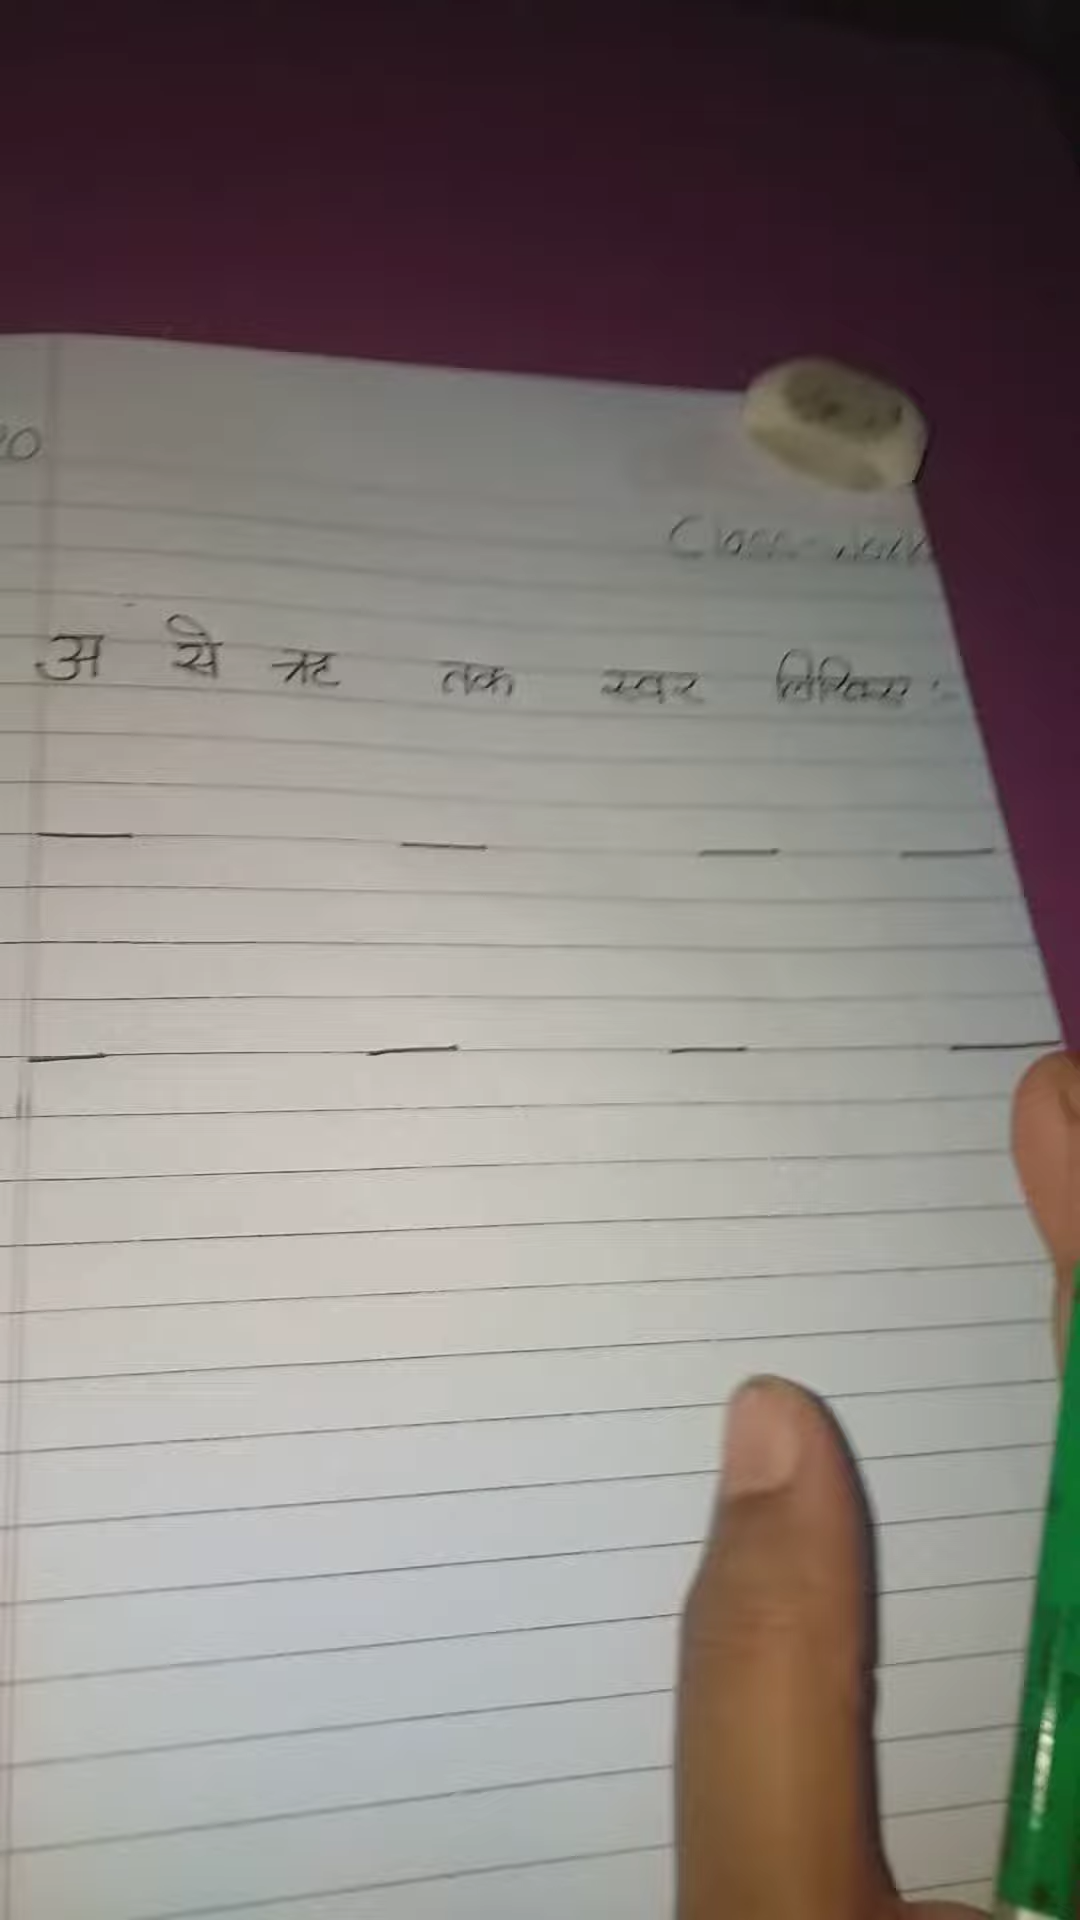 Class-work
अ से ऋ तक स्वर लिखिए :-